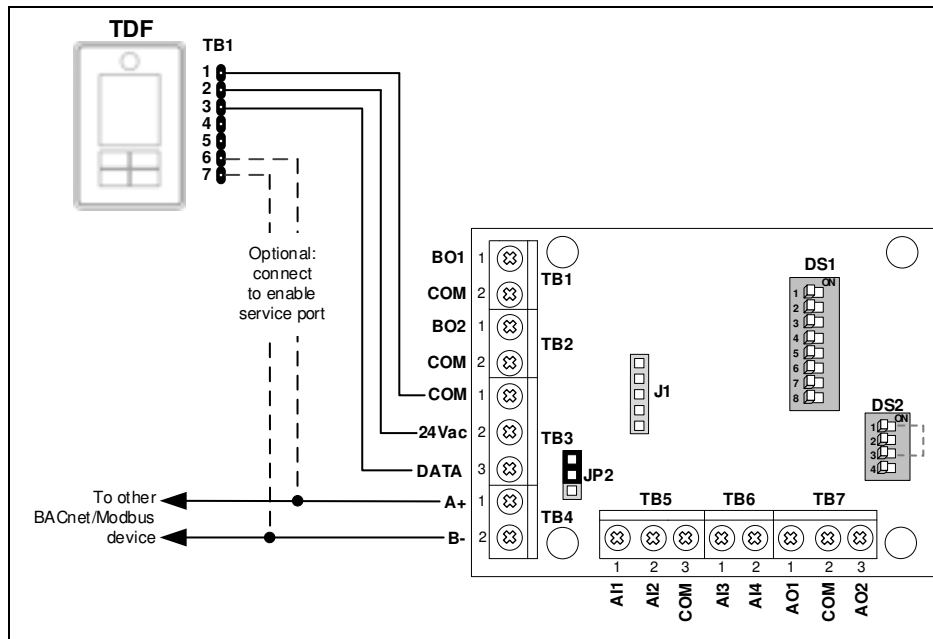 TDF
TB1
1
2
3
4
5
6
7
Optional:
connect
to enable
service port
BO1 1
COM 2
TB1
BO2 1
COM 2
TB2
COM 1
24Vac 2
DATA 3
TB3
JP2
A+ 1
B- 2
TB4
To other
BACnet/Modbus
device
J1
DS1
ON
1
2
3
4
5
6
7
8
DS2
ON
1
2
3
4
TB5 TB6 TB7
1 2 3 1 2 1 2 3
AI1 AI2 COM AI3 AI4 AO1 COM AO2